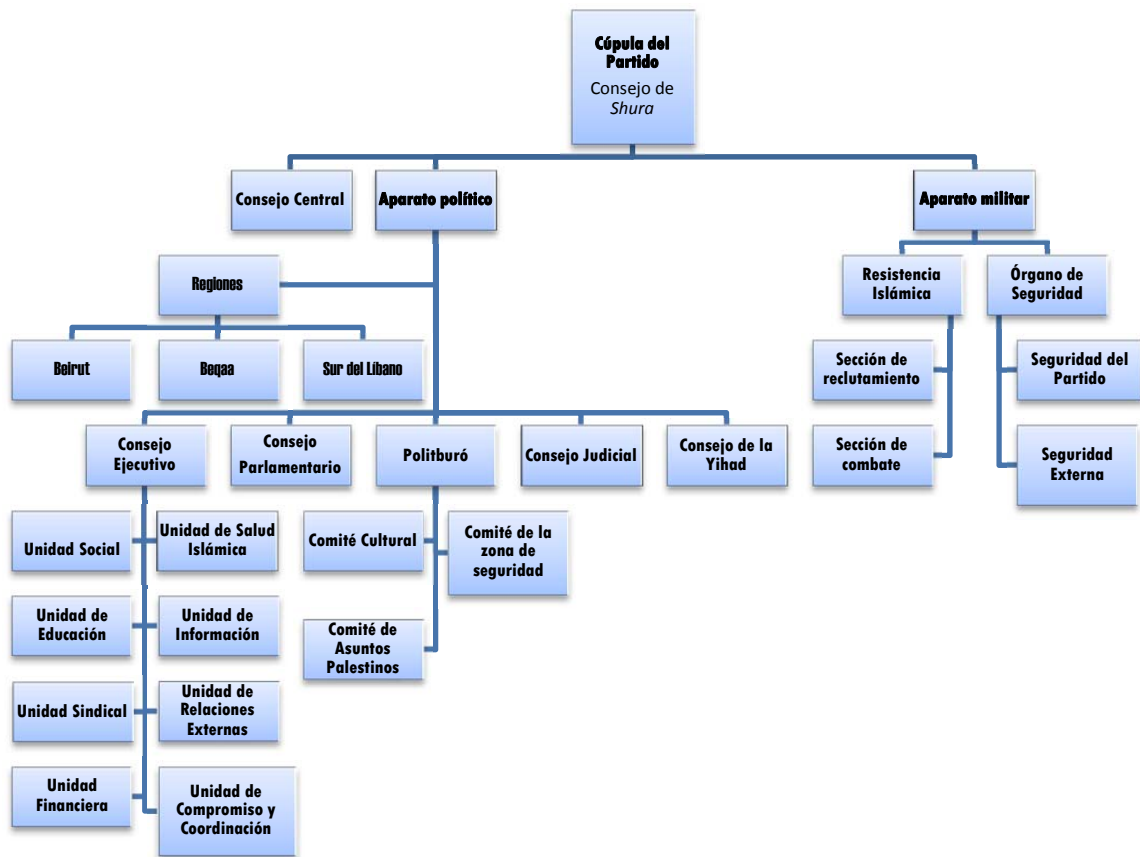 Cúpula del
Partido
Consejo de
Shura
Consejo Central
Aparato político
Aparato militar
Regiones
Resistencia
Islámica
Órgano de
Seguridad
Beirut
Beqaa
Sur del Líbano
Sección de
reclutamiento
Seguridad del
Partido
Consejo
Ejecutivo
Consejo
Parlamentario
Politburó
Consejo Judicial
Consejo de la
Yihad
Sección de
combate
Seguridad
Externa
Unidad Social
Unidad de Salud
Islámica
Comité Cultural
Comité de la
zona de
seguridad
Unidad de
Educación
Unidad de
Información
Comité de
Asuntos
Palestinos
Unidad Sindical
Unidad de
Relaciones
Externas
Unidad
Financiera
Unidad de
Compromiso y
Coordinación